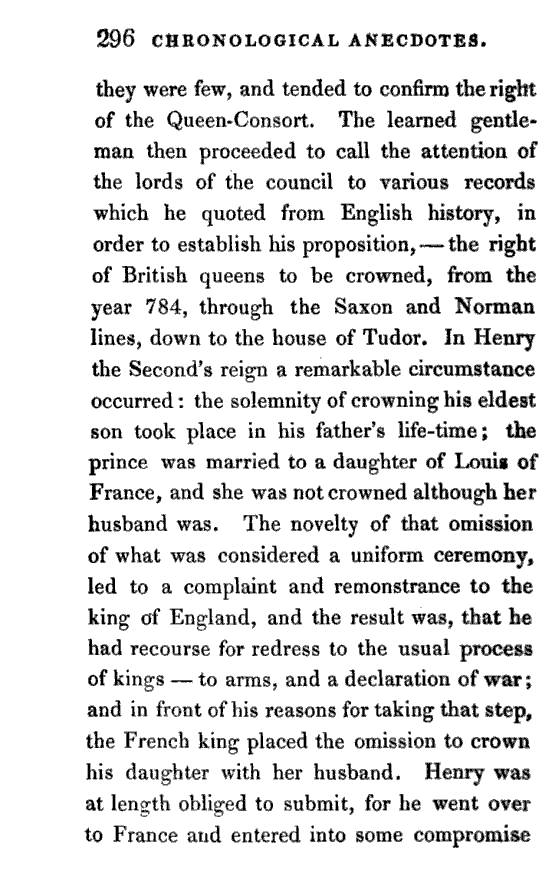 296 CHRONOLOGICAL ANECDOTES.
they were few, and tended to confirm the right
of the Queen-Consort. The learned gentle-
man then proceeded to call the attention of
the lords of the council to various records
which he quoted from English history, in
order to establish his proposition,—the right
of British queens to be crowned, from the
year 784, through the Saxon and Norman
lines, down to the house of Tudor. In Henry
the Second's reign a remarkable circumstance
occurred: the solemnity of crowning his eldest
son took place in his father's life-time; the
prince was married to a daughter of Louis of
France, and she was not crowned although her
husband was. The novelty of that omission
of what was considered a uniform ceremony,
led to a complaint and remonstrance to the
king of England, and the result was, that he
had recourse for redress to the usual process
of kings — to arms, and a declaration of war;
and in front of his reasons for taking that step,
the French king placed the omission to crown
his daughter with her husband. Henry was
at length obliged to submit, for he went over
to France and entered into some compromise